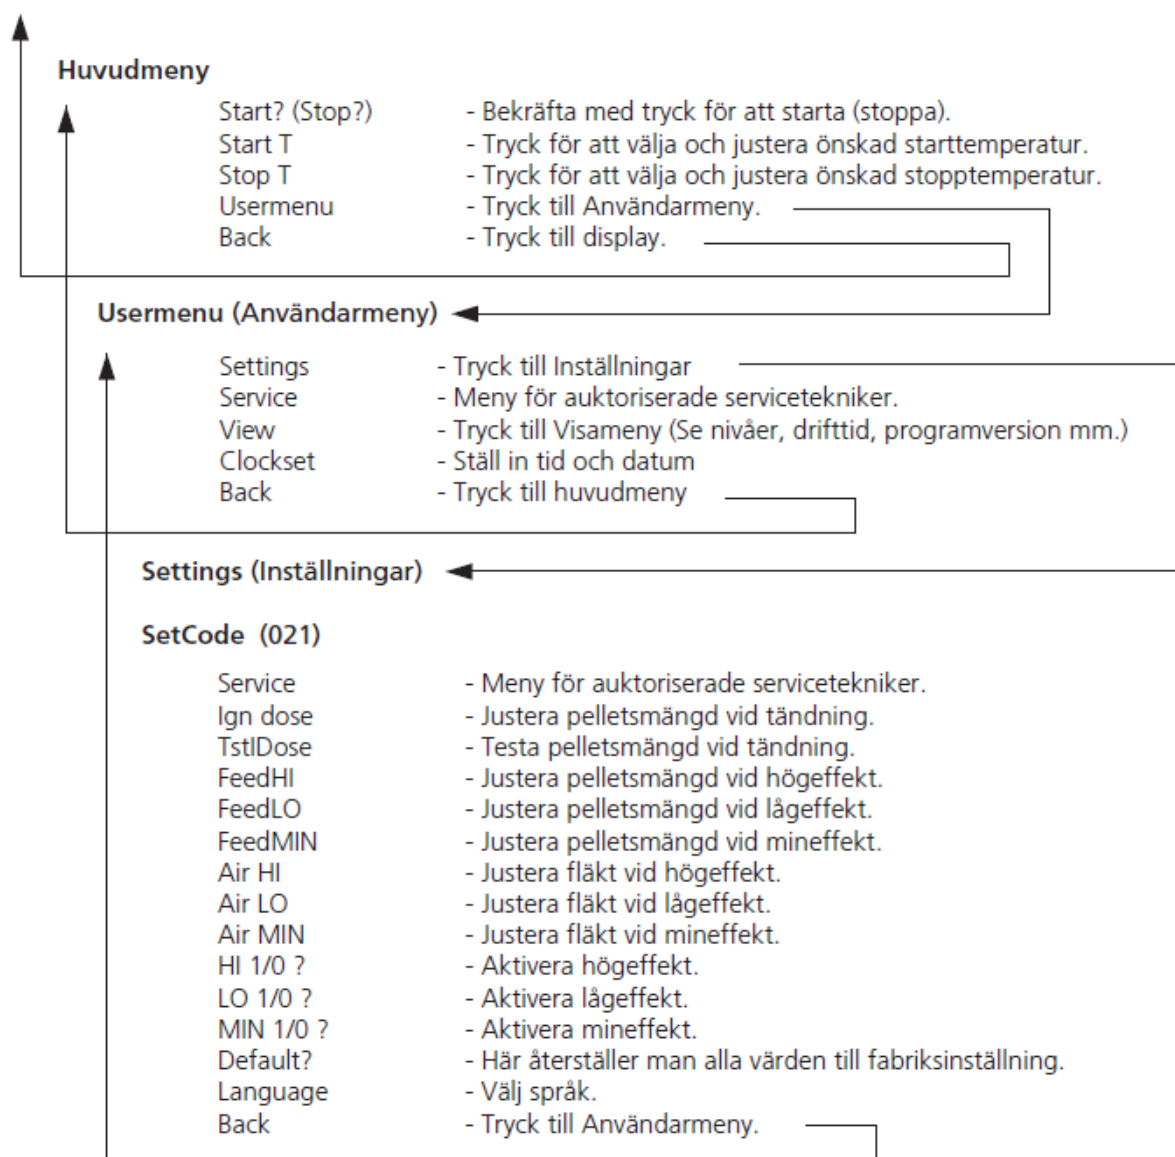 Huvudmeny
Start? (Stop?) - Bekräfta med tryck för att starta (stoppa).
Start T - Tryck för att välja och justera önskad starttemperatur.
Stop T - Tryck för att välja och justera önskad stopptemperatur.
Usermenu - Tryck till Användarmeny.
Back - Tryck till display.
Usermenu (Användarmeny)
Settings - Tryck till Inställningar
Service - Meny för auktoriserade servicetekniker.
View - Tryck till Visameny (Se nivåer, drifttid, programversion mm.)
Clockset - Ställ in tid och datum
Back - Tryck till huvudmeny
Settings (Inställningar)
SetCode (021)
Service - Meny för auktoriserade servicetekniker.
Ign dose - Justera pelletsmängd vid tändning.
TstIDose - Testa pelletsmängd vid tändning.
FeedHI - Justera pelletsmängd vid högeffekt.
FeedLO - Justera pelletsmängd vid lågeffekt.
FeedMIN - Justera pelletsmängd vid mineffekt.
Air HI - Justera fläkt vid högeffekt.
Air LO - Justera fläkt vid lågeffekt.
Air MIN - Justera fläkt vid mineffekt.
HI 1/0 ? - Aktivera högeffekt.
LO 1/0 ? - Aktivera lågeffekt.
MIN 1/0 ? - Aktivera mineffekt.
Default? - Här återställer man alla värden till fabriksinställning.
Language - Välj språk.
Back - Tryck till Användarmeny.